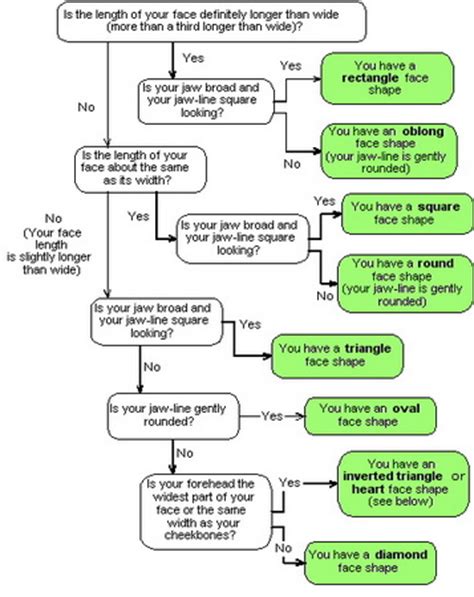 Is the length of your face definitely longer than wide
(more than a third longer than wide)?
Yes
Is your jaw broad and
your jaw-line square
looking?
Yes
You have a
rectangle face
shape
No
You have an oblong
face shape
(your jaw-line is gently
rounded)
No
Is the length of your
face about the same
as its width?
Yes
Is your jaw broad and
your jaw-line square
looking?
Yes
You have a square
face shape
No
You have a round
face shape
(your jaw-line is gently
rounded)
No
(Your face
length
is slightly longer
than wide)
Is your jaw broad and
your jaw-line square
looking?
Yes
You have a triangle
face shape
No
Is your jaw-line gently
rounded?
Yes
You have an oval
face shape
No
Is your forehead the
widest part of your
face or the same
width as your
cheekbones?
Yes
You have an
inverted triangle or
heart face shape
(see below)
No
You have a diamond
face shape